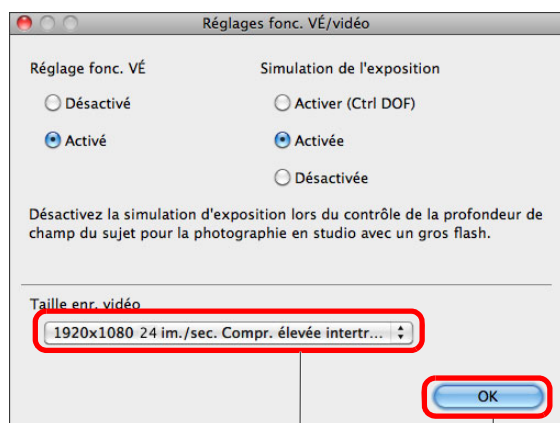 Réglages fonc. VÉ/vidéo
Réglage fonc. VÉ
Simulation de l'exposition
Désactivé
Activer (Ctrl DOF)
Activé
Activée
Désactivée
Désactivez la simulation d'exposition lors du contrôle de la profondeur de
champ du sujet pour la photographie en studio avec un gros flash.
Taille enr. vidéo
1920x1080 24 im./sec. Compr. élevée intertr...
OK